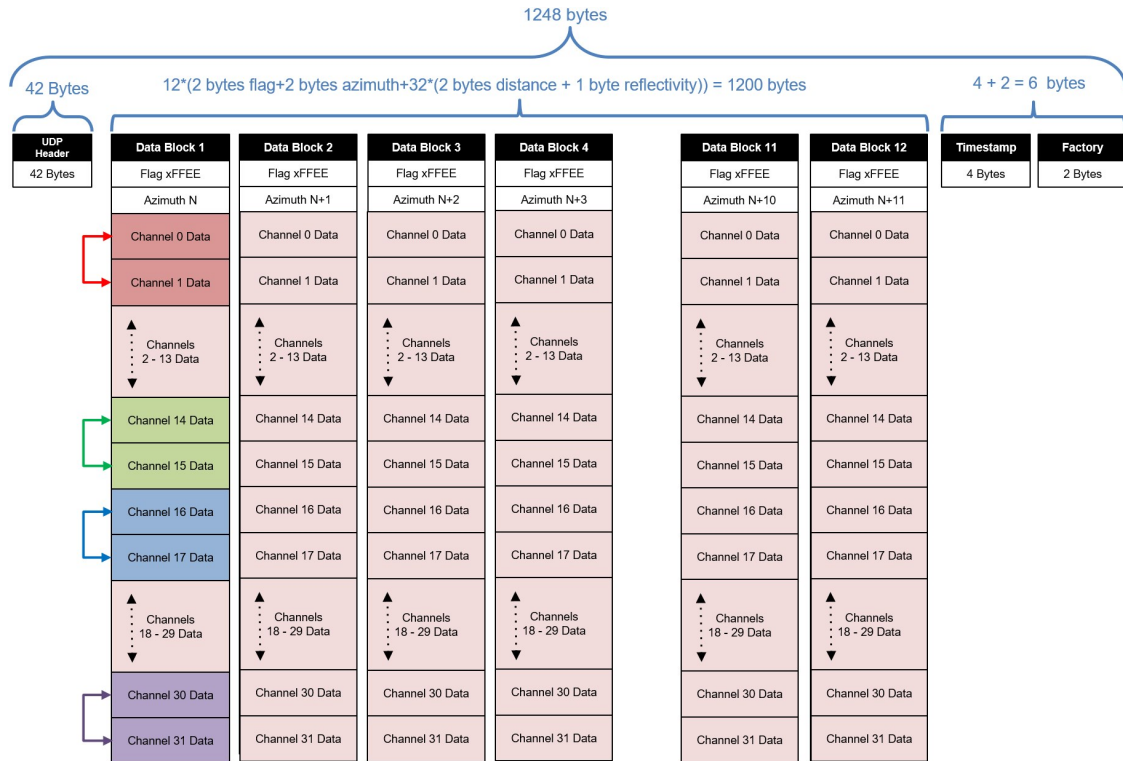 1248 bytes
42 Bytes
12*(2 bytes flag+2 bytes azimuth+32*(2 bytes distance + 1 byte reflectivity)) = 1200 bytes
4 + 2 = 6 bytes
UDP
Header
42 Bytes
Data Block 1
Flag xFFEE
Azimuth N
Channel 0 Data
Channel 1 Data
Channels
2 - 13 Data
Channel 14 Data
Channel 15 Data
Channel 16 Data
Channel 17 Data
Channels
18 - 29 Data
Channel 30 Data
Channel 31 Data
Data Block 2
Flag xFFEE
Azimuth N+1
Channel 0 Data
Channel 1 Data
Channels
2 - 13 Data
Channel 14 Data
Channel 15 Data
Channel 16 Data
Channel 17 Data
Channels
18 - 29 Data
Channel 30 Data
Channel 31 Data
Data Block 3
Flag xFFEE
Azimuth N+2
Channel 0 Data
Channel 1 Data
Channels
2 - 13 Data
Channel 14 Data
Channel 15 Data
Channel 16 Data
Channel 17 Data
Channels
18 - 29 Data
Channel 30 Data
Channel 31 Data
Data Block 4
Flag xFFEE
Azimuth N+3
Channel 0 Data
Channel 1 Data
Channels
2 - 13 Data
Channel 14 Data
Channel 15 Data
Channel 16 Data
Channel 17 Data
Channels
18 - 29 Data
Channel 30 Data
Channel 31 Data
Data Block 11
Flag xFFEE
Azimuth N+10
Channel 0 Data
Channel 1 Data
Channels
2 - 13 Data
Channel 14 Data
Channel 15 Data
Channel 16 Data
Channel 17 Data
Channels
18 - 29 Data
Channel 30 Data
Channel 31 Data
Data Block 12
Flag xFFEE
Azimuth N+11
Channel 0 Data
Channel 1 Data
Channels
2 - 13 Data
Channel 14 Data
Channel 15 Data
Channel 16 Data
Channel 17 Data
Channels
18 - 29 Data
Channel 30 Data
Channel 31 Data
Timestamp
4 Bytes
Factory
2 Bytes